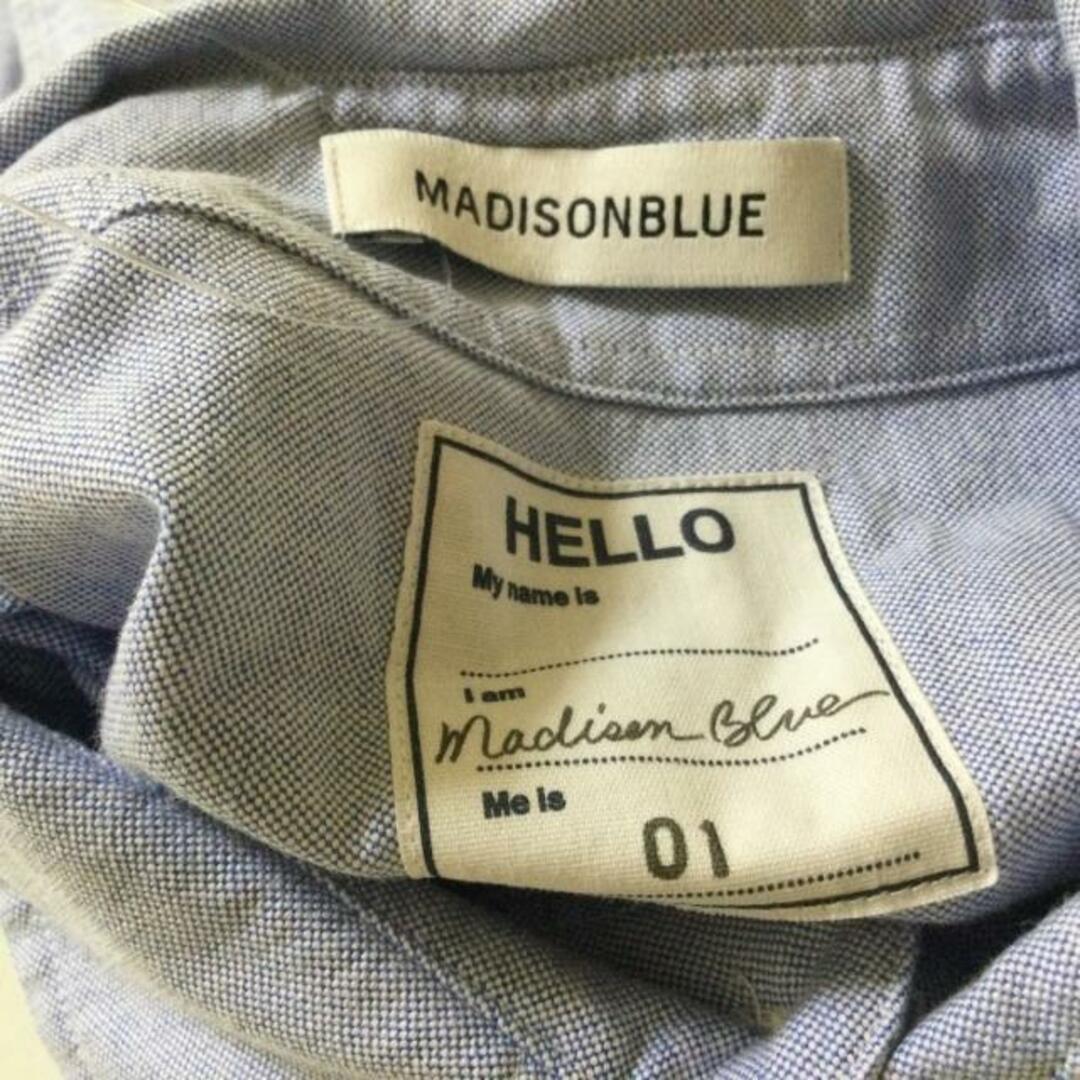 MADISONBLUE
HELLO
My name is
I am
Madison Blue
Me is
01